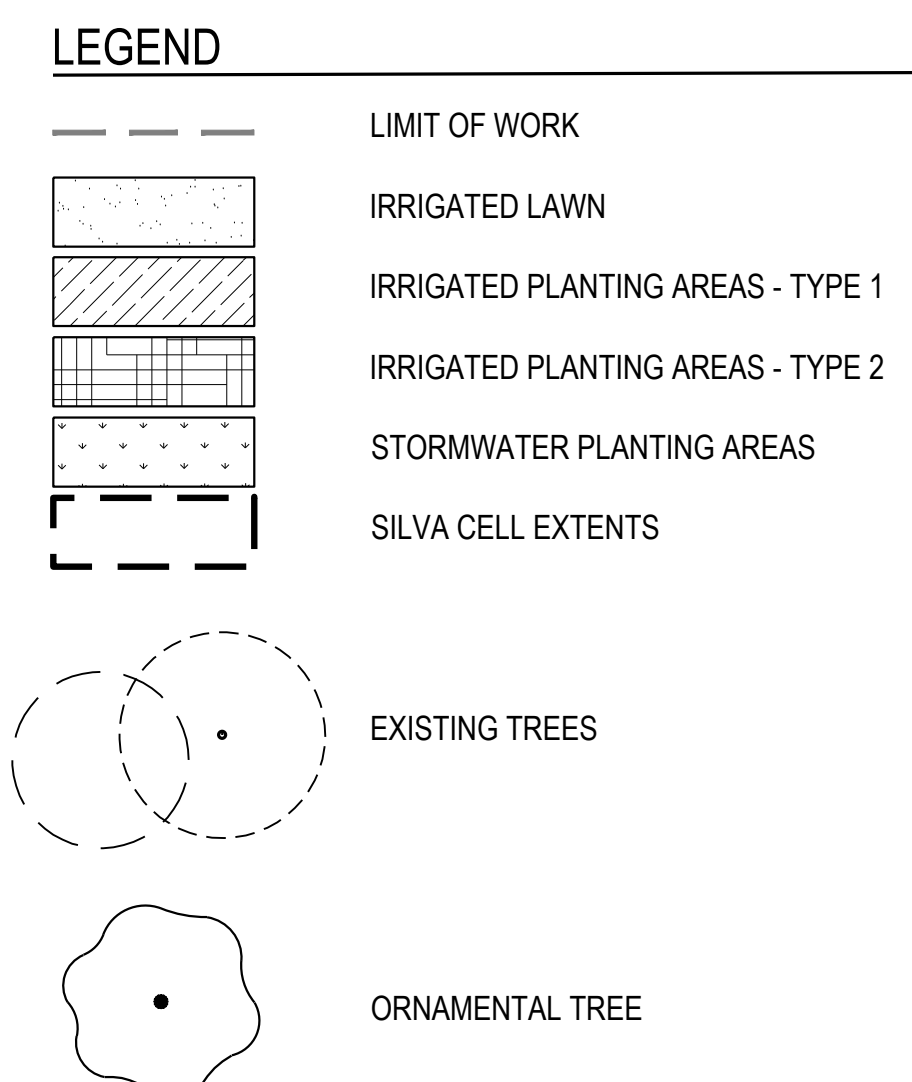 LEGEND
LIMIT OF WORK
IRRIGATED LAWN
IRRIGATED PLANTING AREAS - TYPE 1
IRRIGATED PLANTING AREAS - TYPE 2
STORMWATER PLANTING AREAS
SILVA CELL EXTENTS
EXISTING TREES
ORNAMENTAL TREE